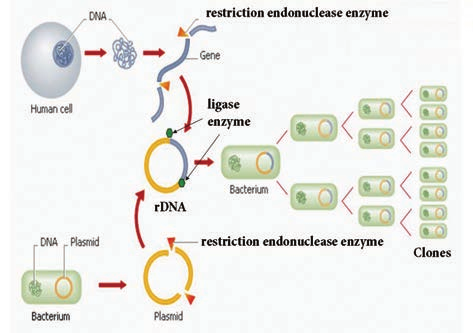 restriction endonuclease enzyme
DNA
Gene
Human cell
ligase
enzyme
rDNA
Bacterium
restriction endonuclease enzyme
Clones
DNA Plasmid
Bacterium
Plasmid